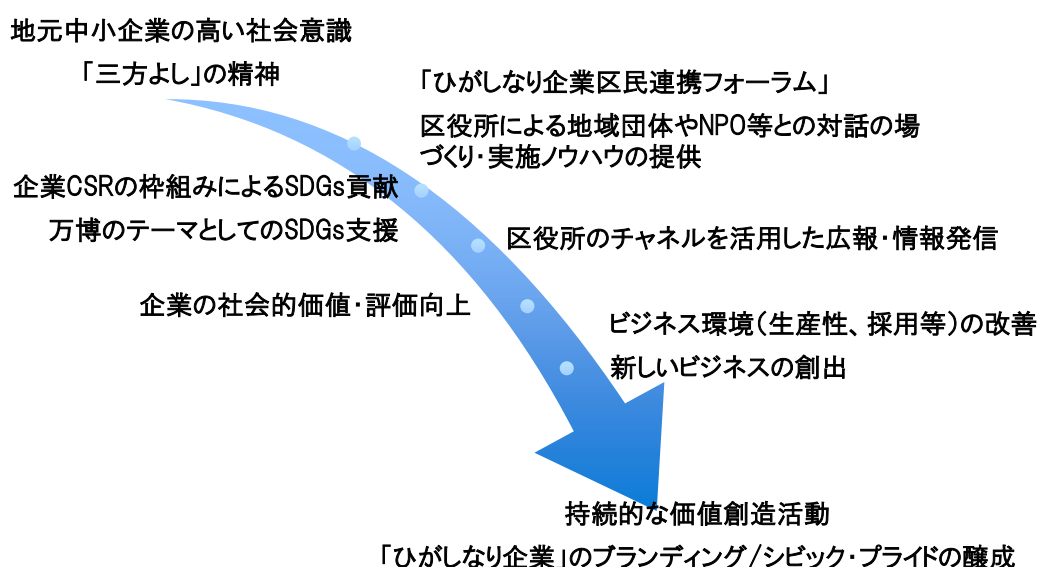 地元中小企業の高い社会意識
「三方よし」の精神
「ひがしなり企業区民連携フォーラム」
区役所による地域団体やNPO等との対話の場
づくり・実施ノウハウの提供
企業CSRの枠組みによるSDGs貢献
万博のテーマとしてのSDGs支援
区役所のチャネルを活用した広報・情報発信
企業の社会的価値・評価向上
ビジネス環境(生産性、採用等)の改善
新しいビジネスの創出
持続的な価値創造活動
「ひがしなり企業」のブランディング/シビック・プライドの醸成